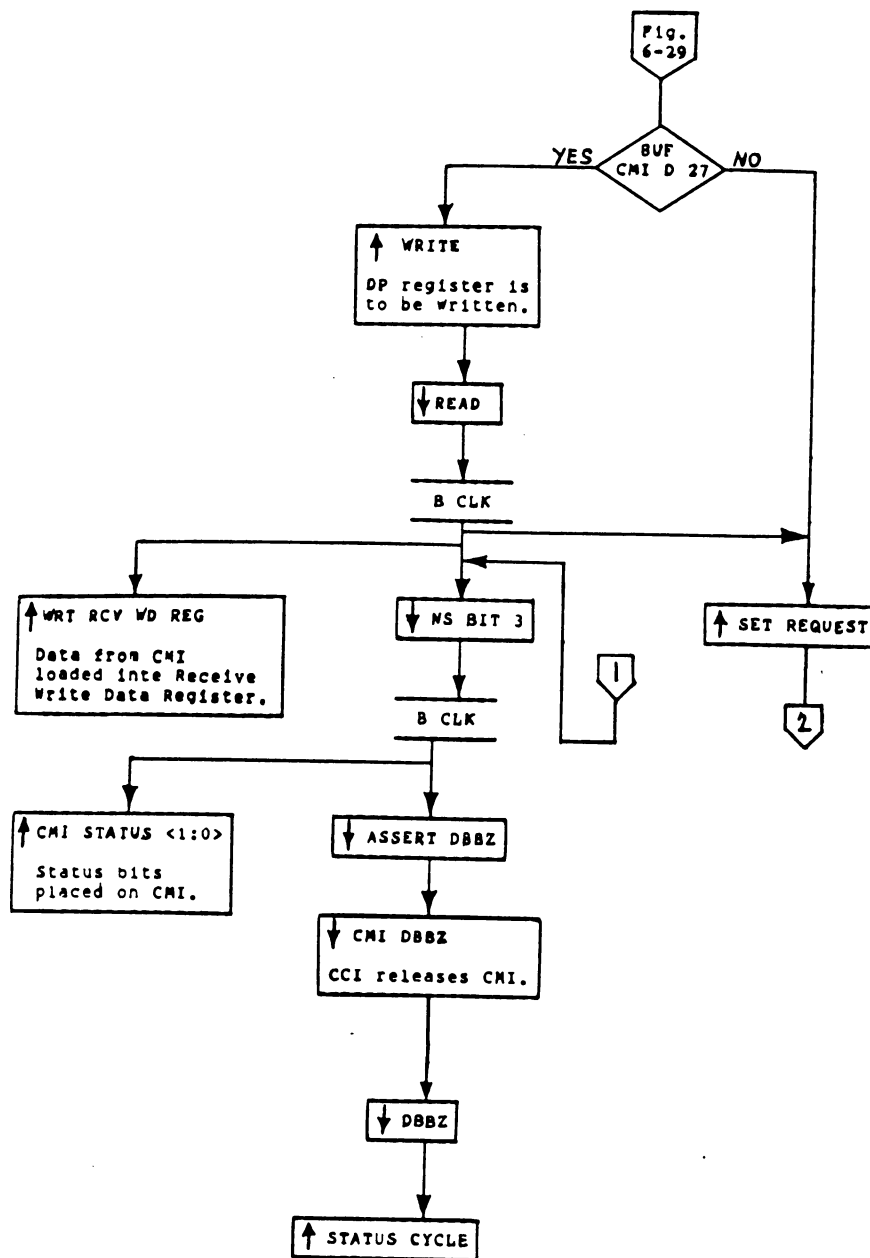 Fig.
6-29
BUF
CMI D 27
YES
NO
↑ WRITE
DP register is
to be written.
↓ READ
B CLK
↑ WRT RCV WD REG
Data from CMI
loaded inte Receive
Write Data Register.
↓ NS BIT 3
↑ SET REQUEST
1
2
B CLK
↑ CMI STATUS <1:0>
Status bits
placed on CMI.
↓ ASSERT DBBZ
↓ CMI DBBZ
CCI releases CMI.
↓ DBBZ
↑ STATUS CYCLE